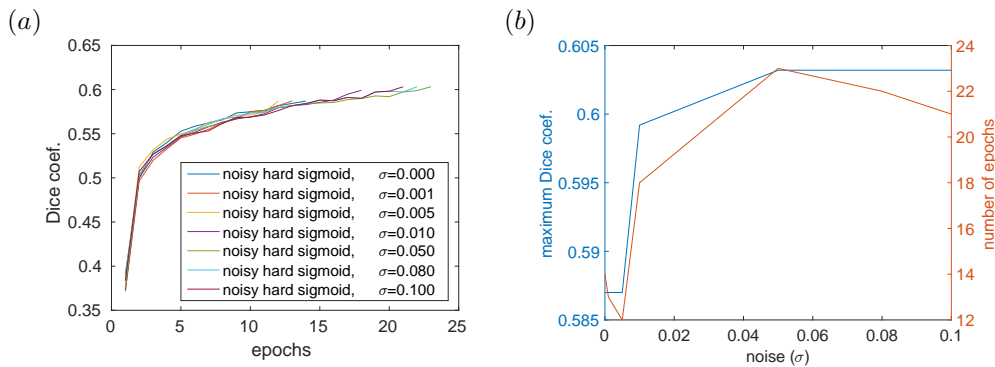 (a)
0.65
0.6
0.55
0.5
0.45
0.4
0.35
Dice coef.
noisy hard sigmoid, σ=0.000
noisy hard sigmoid, σ=0.001
noisy hard sigmoid, σ=0.005
noisy hard sigmoid, σ=0.010
noisy hard sigmoid, σ=0.050
noisy hard sigmoid, σ=0.080
noisy hard sigmoid, σ=0.100
0 5 10 15 20 25
epochs
(b)
0.605
0.6
0.595
0.59
0.585
maximum Dice coef.
24
22
20
18
16
14
12
number of epochs
0 0.02 0.04 0.06 0.08 0.1
noise (σ)